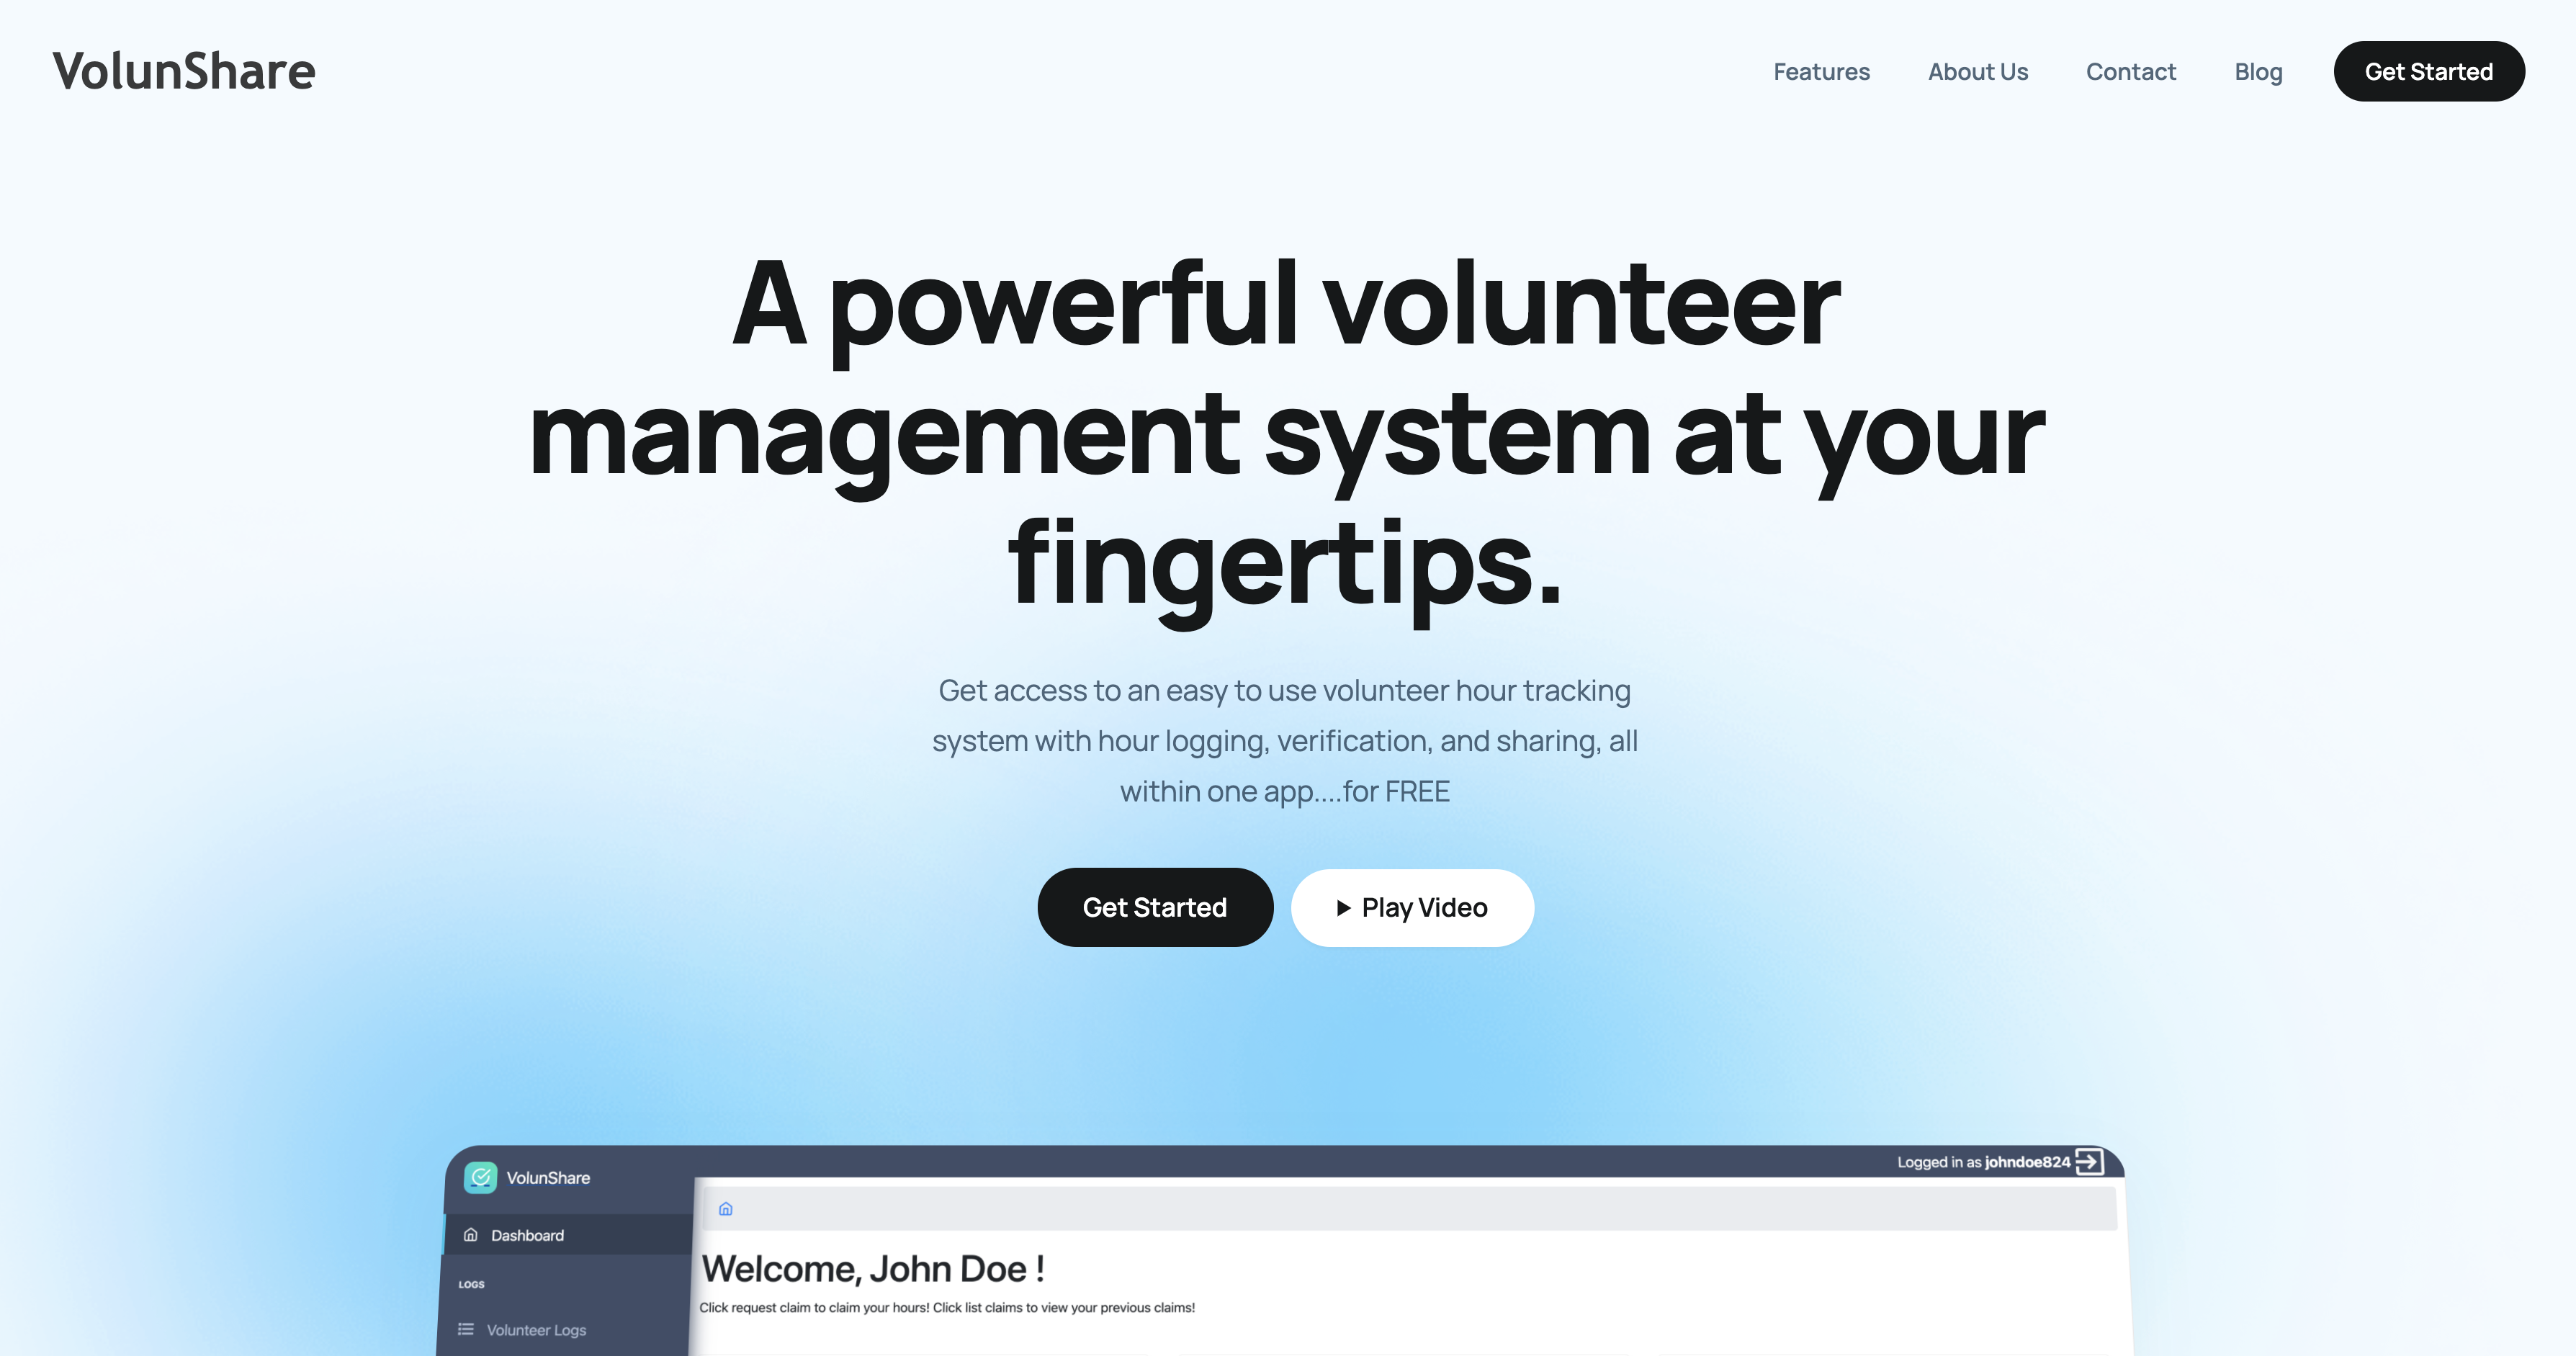 VolunShare
Features About Us Contact Blog Get Started
A powerful volunteer
management system at your
fingertips.
Get access to an easy to use volunteer hour tracking
system with hour logging, verification, and sharing, all
within one app....for FREE
Get Started Play Video
VolunShare
Logged in as johndoe824
Dashboard
LOGS
Volunteer Logs
Welcome, John Doe !
Click request claim to claim your hours! Click list claims to view your previous claims!